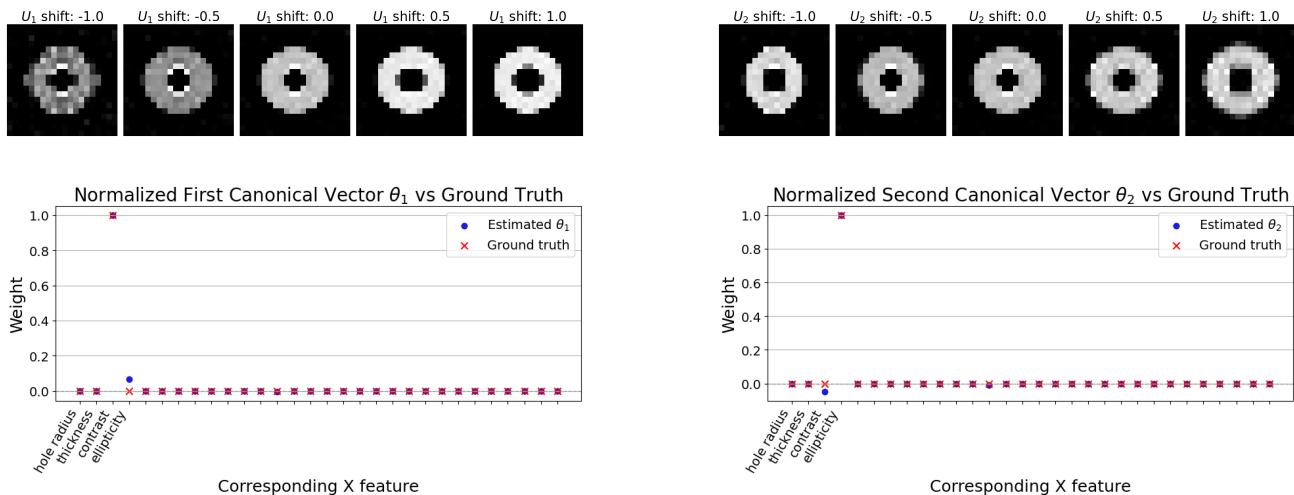 U₁ shift: -1.0 U₁ shift: -0.5 U₁ shift: 0.0 U₁ shift: 0.5 U₁ shift: 1.0
Normalized First Canonical Vector θ₁ vs Ground Truth
Estimated θ₁
Ground truth
Weight
1.0
0.8
0.6
0.4
0.2
0.0
hole radius
thickness
contrast
ellipticity
Corresponding X feature
U₂ shift: -1.0 U₂ shift: -0.5 U₂ shift: 0.0 U₂ shift: 0.5 U₂ shift: 1.0
Normalized Second Canonical Vector θ₂ vs Ground Truth
Estimated θ₂
Ground truth
Weight
1.0
0.8
0.6
0.4
0.2
0.0
hole radius
thickness
contrast
ellipticity
Corresponding X feature